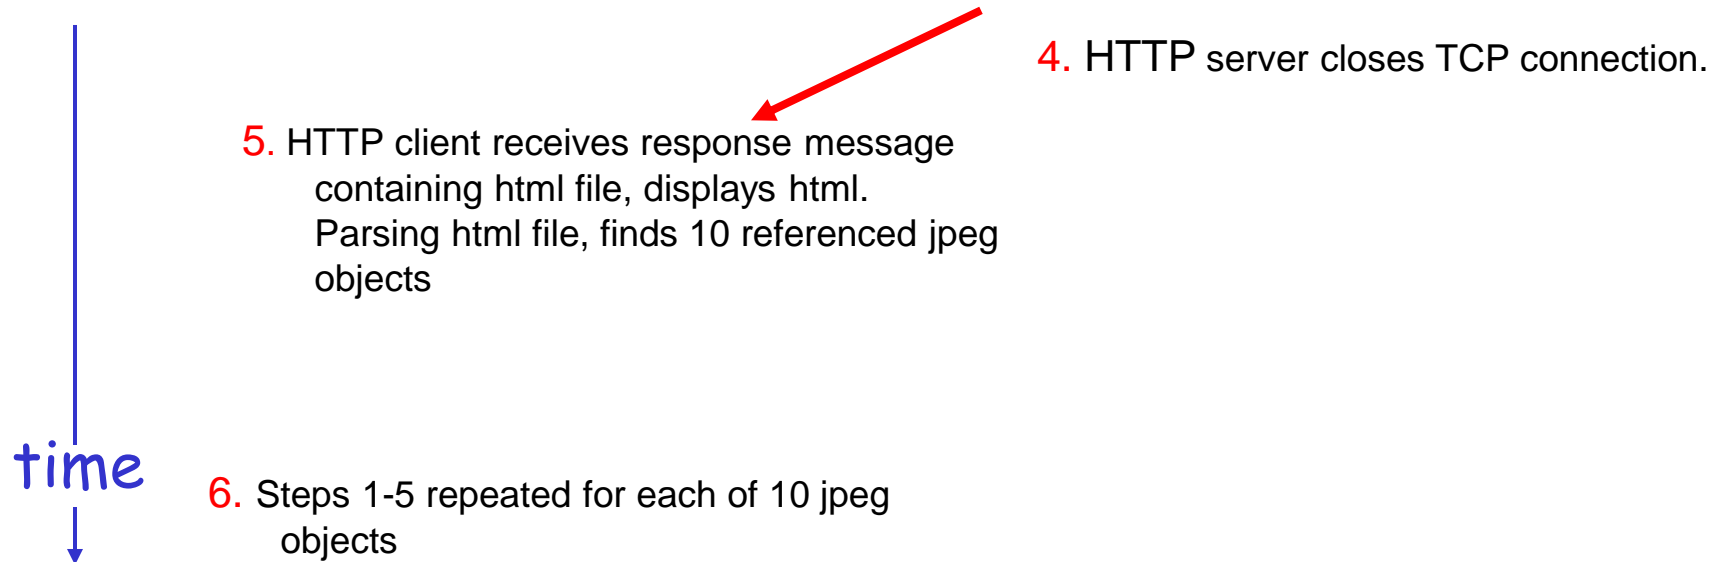 4. HTTP server closes TCP connection.
5. HTTP client receives response message
containing html file, displays html.
Parsing html file, finds 10 referenced jpeg
objects
time
6. Steps 1-5 repeated for each of 10 jpeg
objects